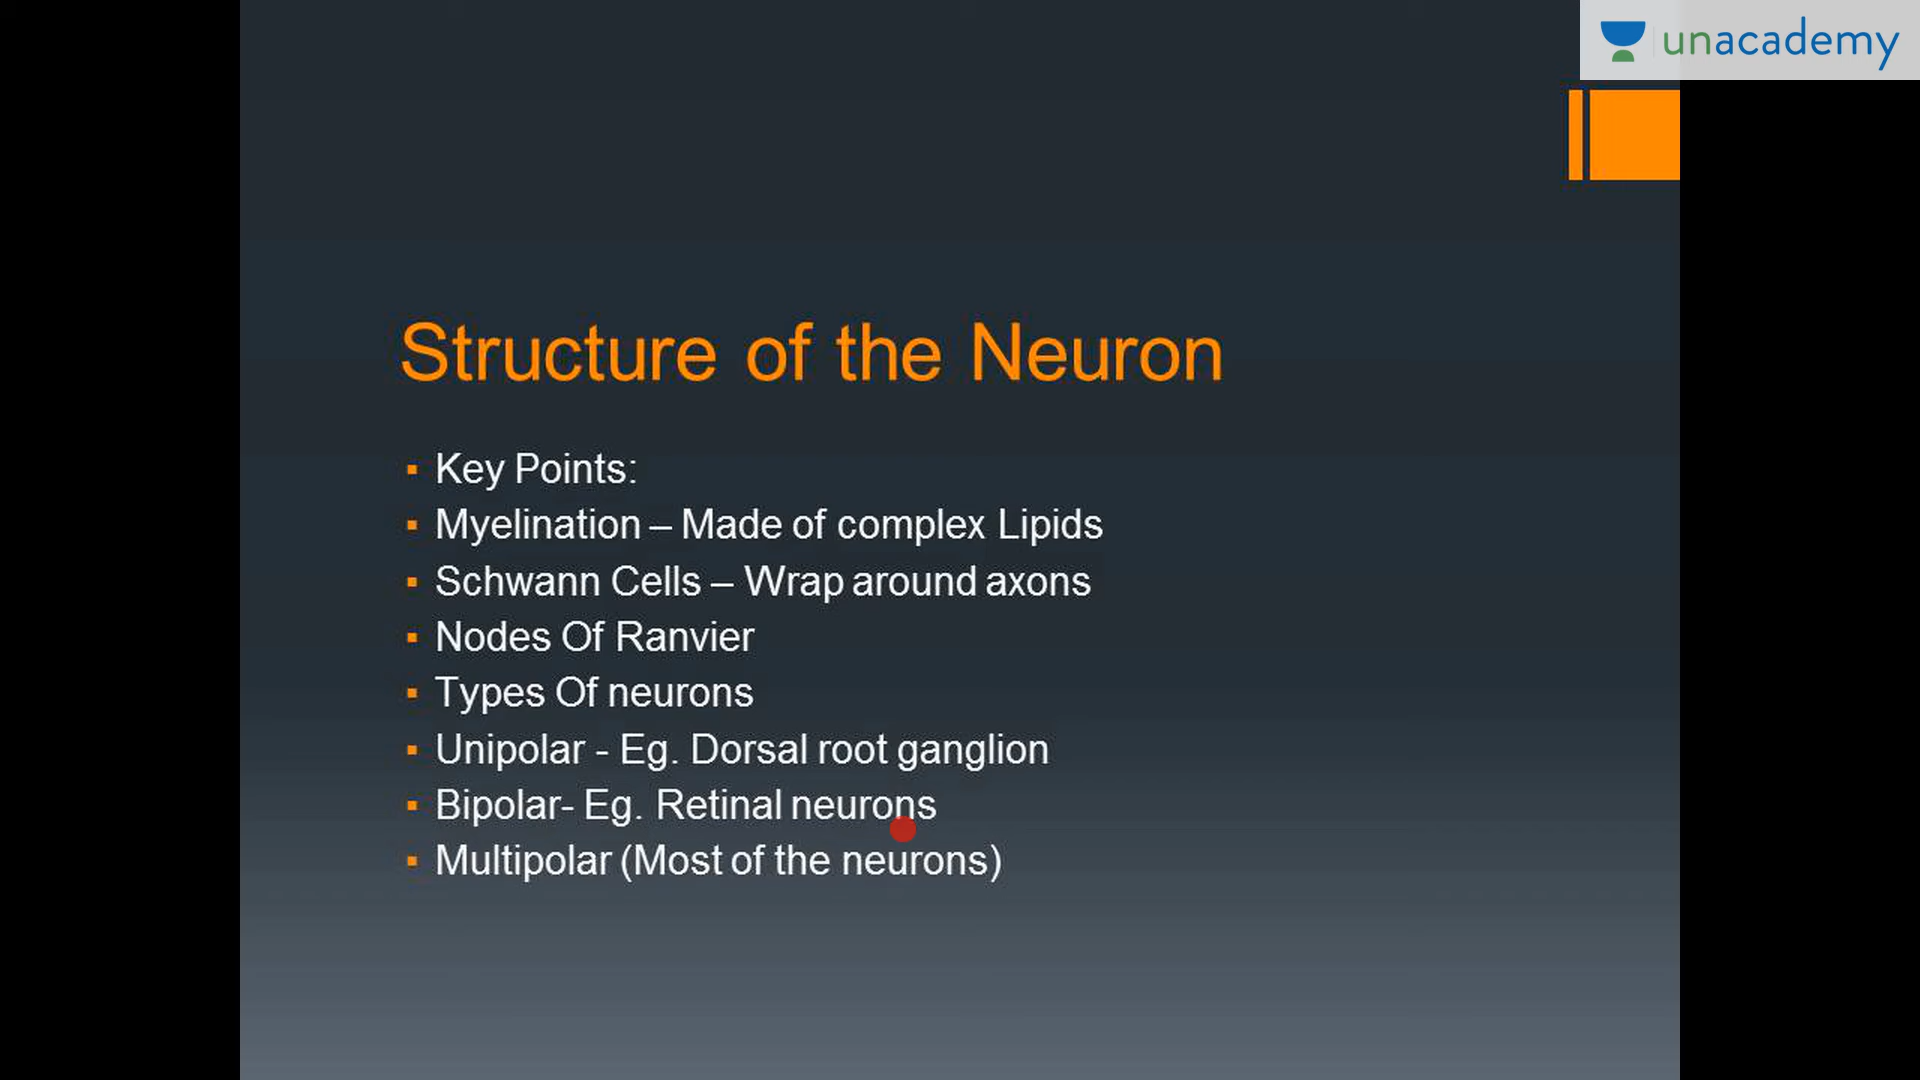 unacademy
Structure of the Neuron
Key Points:
Myelination – Made of complex Lipids
Schwann Cells – Wrap around axons
Nodes Of Ranvier
Types Of neurons
Unipolar - Eg. Dorsal root ganglion
Bipolar- Eg. Retinal neurons
Multipolar (Most of the neurons)